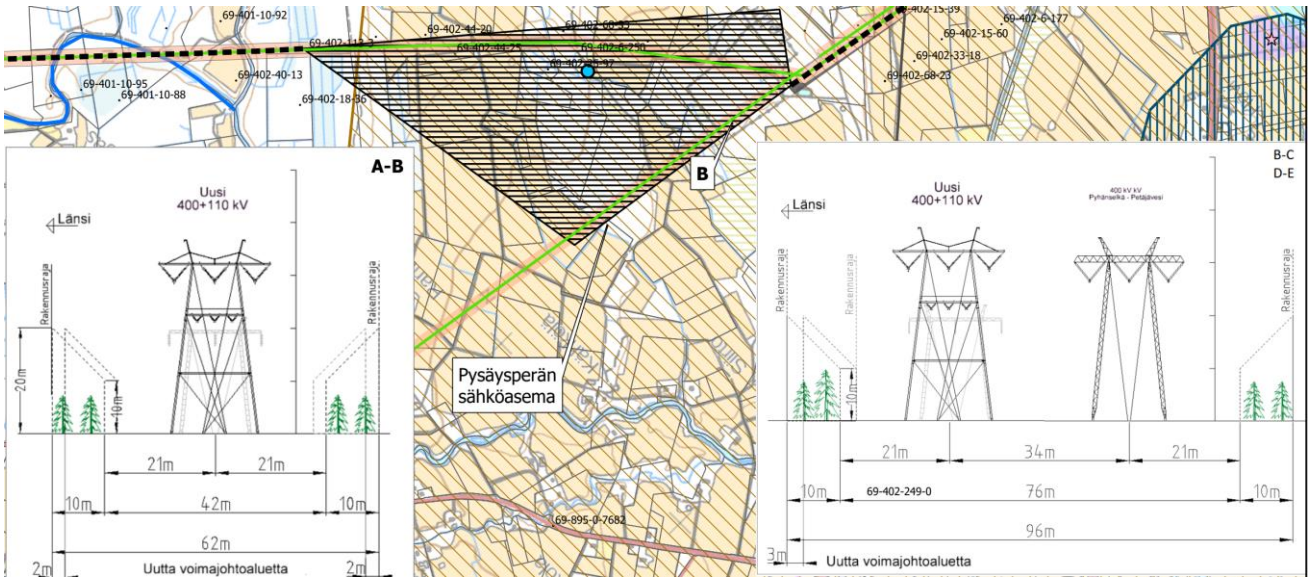 69-401-10-92
69-402-112-3
69-402-44-20
69-402-44-25
69-402-6-250
69-402-15-39
69-402-6-177
69-402-15-60
69-402-33-18
69-402-68-23
69-402-40-13
69-401-10-95
69-401-10-88
69-402-18-36
A-B
Uusi
400+110 kV
Länsi
Rakennusraja
Rakennusraja
20m
10m
21m
21m
10m
42m
10m
62m
2m
Uutta voimajohtoaluetta
2m
B
Pysäysperän
sähköasema
69-895-0-7682
B-C
D-E
Uusi
400+110 kV
400 kV kV
Pyhänselkä - Petäjävesi
Länsi
Rakennusraja
Rakennusraja
Rakennusraja
10m
21m
34m
21m
10m
69-402-249-0
76m
10m
96m
3m
Uutta voimajohtoaluetta